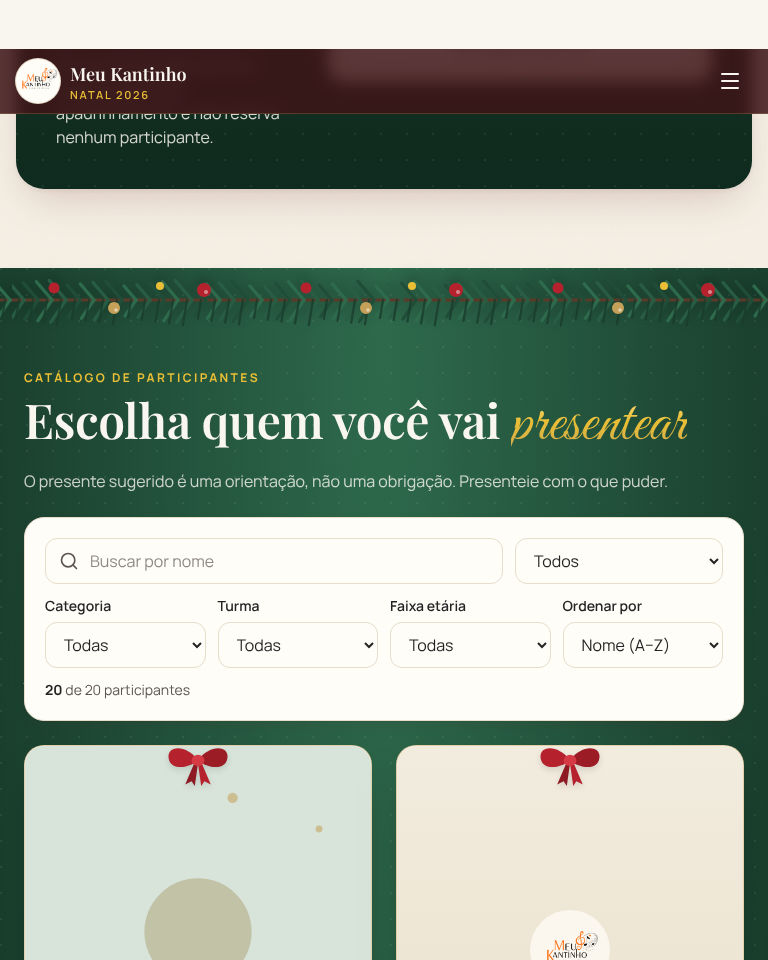 Meu Kantinho
NATAL 2026
apadrinhamento e não reserva
nenhum participante.
CATÁLOGO DE PARTICIPANTES
Escolha quem você vai presentear
O presente sugerido é uma orientação, não uma obrigação. Presenteie com o que puder.
Buscar por nome
Todos
Categoria Turma Faixa etária Ordenar por
Todas Todas Todas Nome (A–Z)
20 de 20 participantes
MEU
KANTINHO